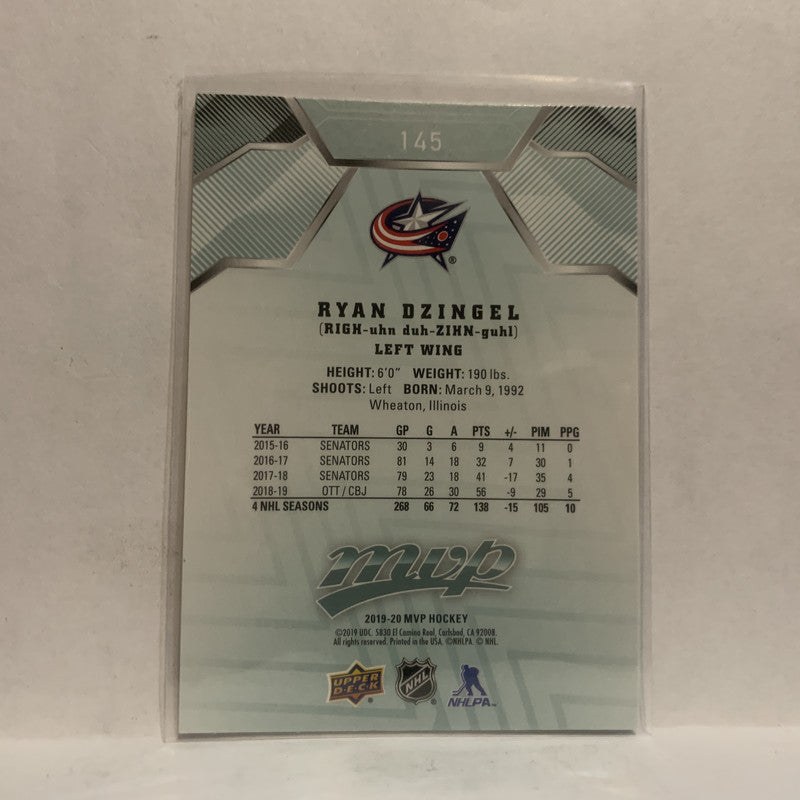 145
®
RYAN DZINGEL
(RIGH-uhn duh-ZIHN-guhl)
LEFT WING
HEIGHT: 6'0" WEIGHT: 190 lbs.
SHOOTS: Left BORN: March 9, 1992
Wheaton, Illinois
YEAR TEAM GP G A PTS +/- PIM PPG
2015-16 SENATORS 30 3 6 9 4 11 0
2016-17 SENATORS 81 14 18 32 7 30 1
2017-18 SENATORS 79 23 18 41 -17 35 4
2018-19 OTT / CBJ 78 26 30 56 -9 29 5
4 NHL SEASONS 268 66 72 138 -15 105 10
mvp
2019-20 MVP HOCKEY
©2019 UDC. 5830 El Camino Real, Carlsbad, CA 92008.
All rights reserved. Printed in the USA. ©NHLPA. © NHL.
UPPER DECK ® NHL ® NHLPA™